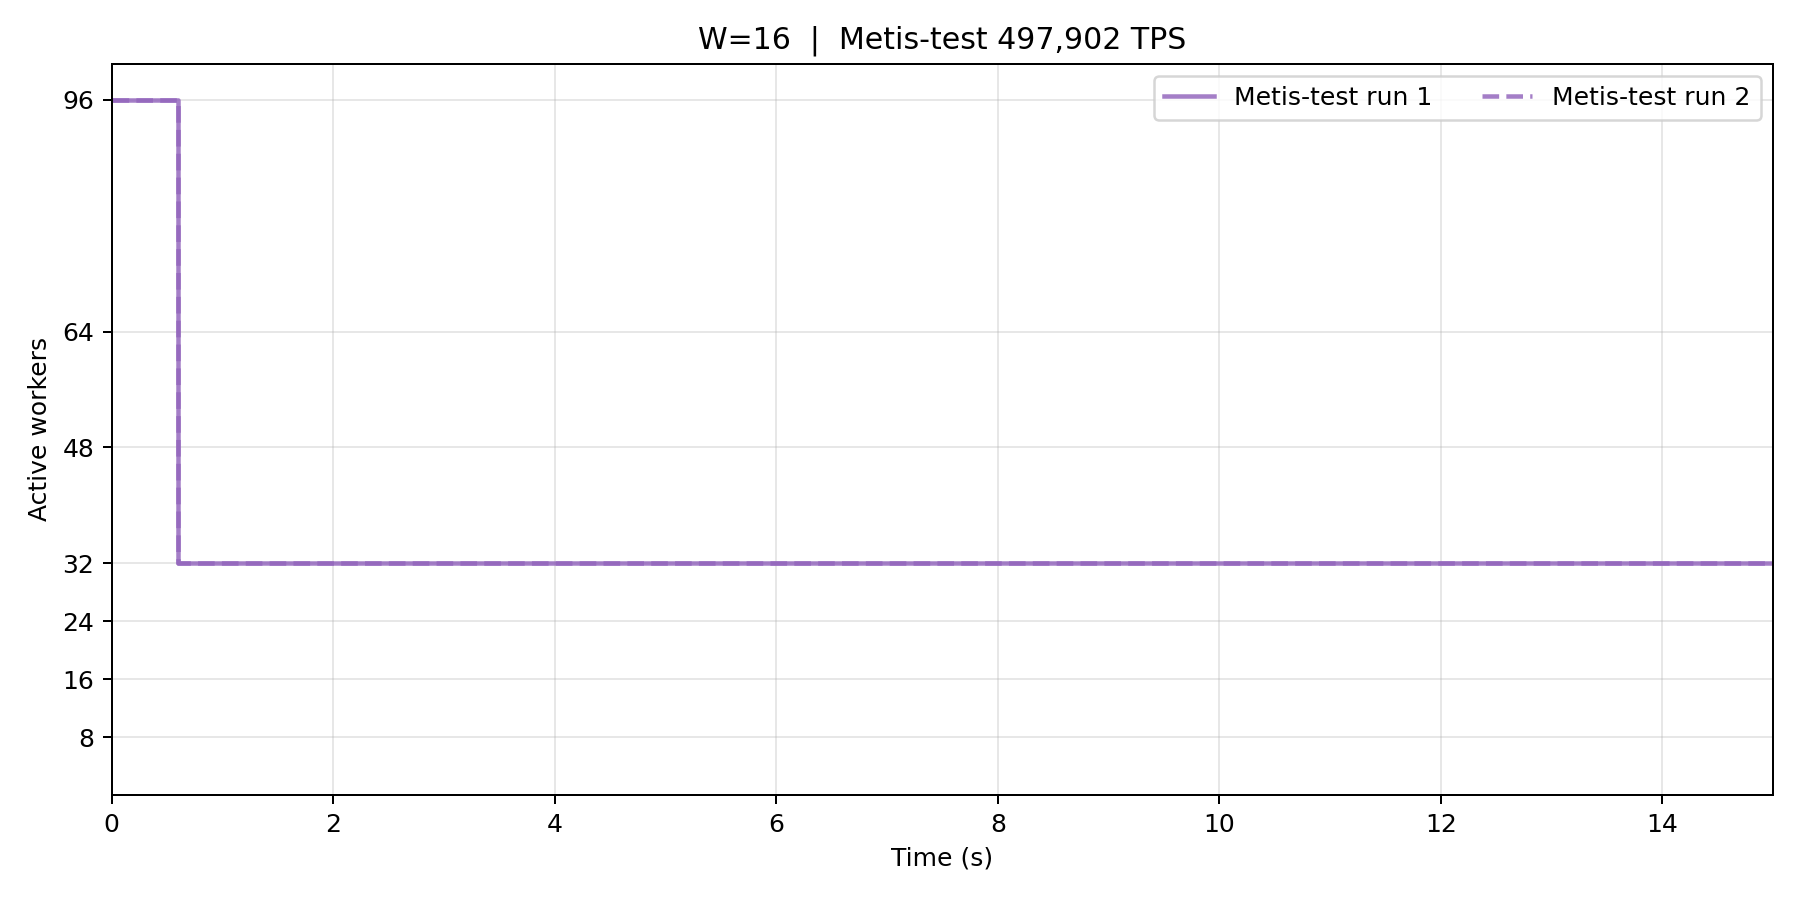 W=16 | Metis-test 497,902 TPS
Metis-test run 1
Metis-test run 2
Active workers
96
64
48
32
24
16
8
0 2 4 6 8 10 12 14
Time (s)